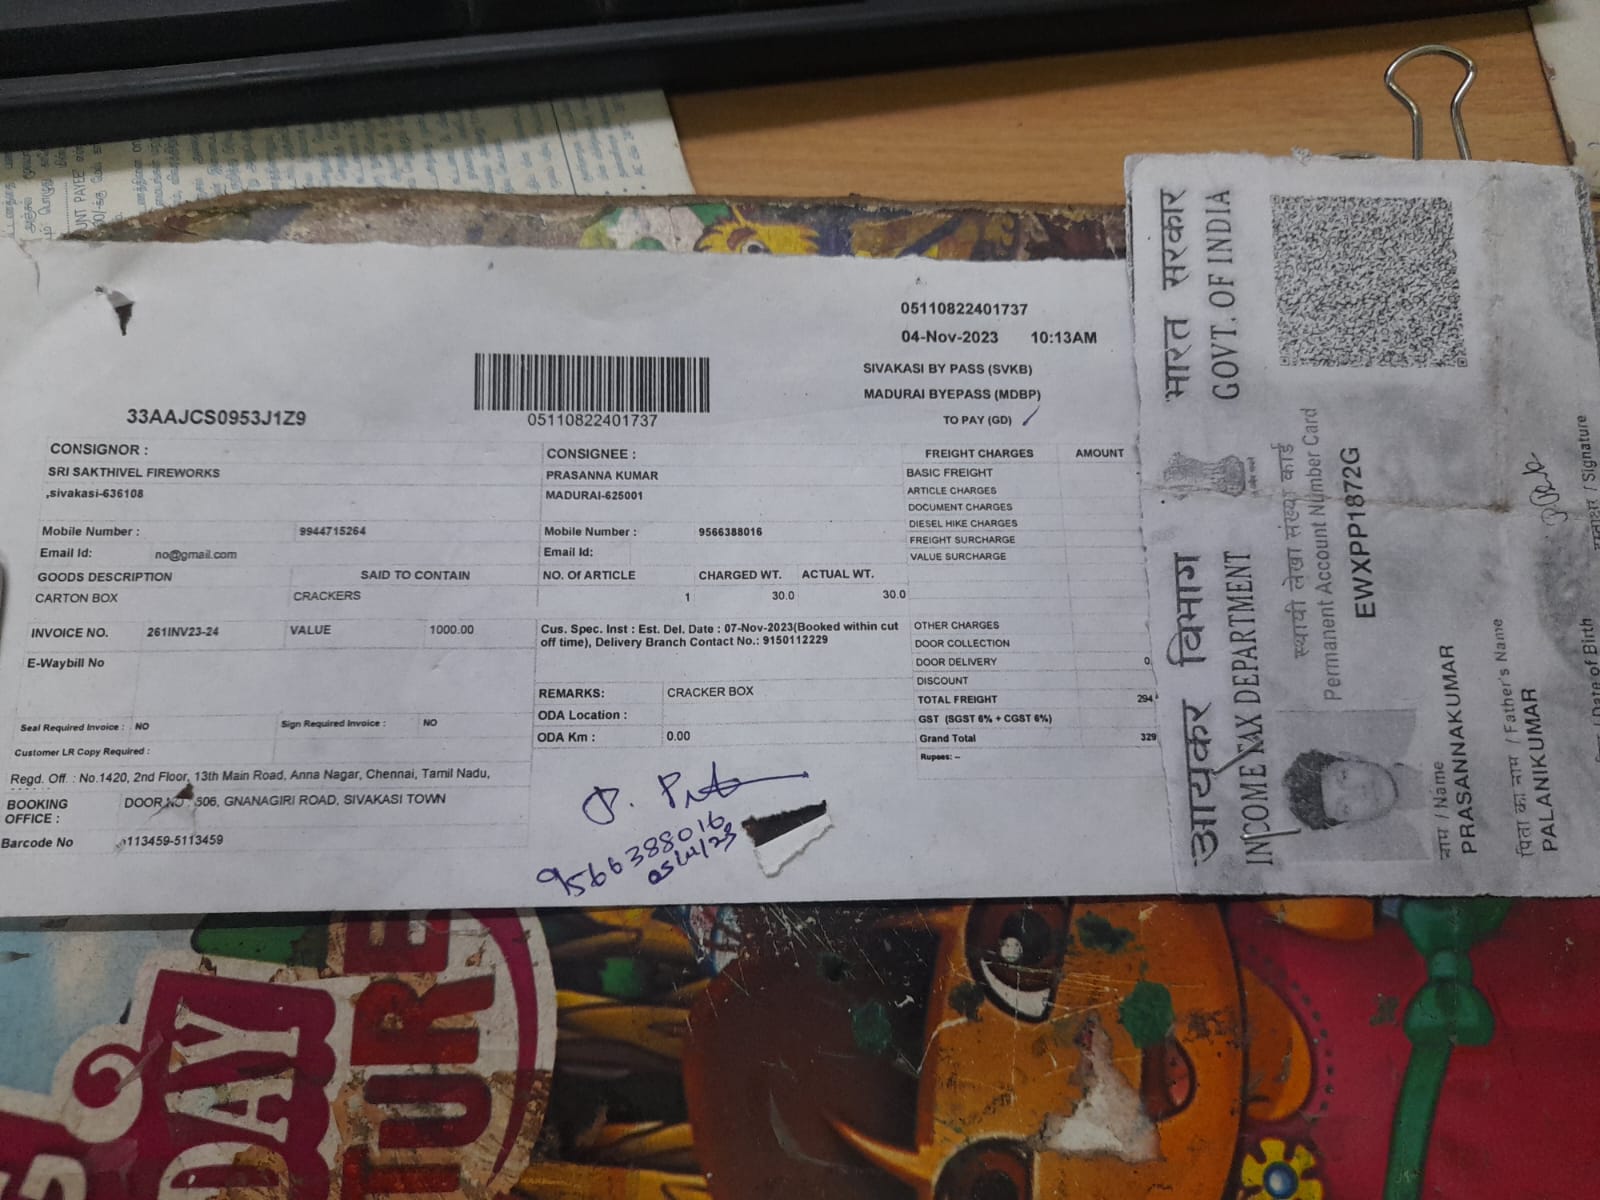 05110822401737
04-Nov-2023 10:13AM
SIVAKASI BY PASS (SVKB)
MADURAI BYEPASS (MDBP)
TO PAY (GD)
33AAJCS0953J1Z9
05110822401737
CONSIGNOR :
SRI SAKTHIVEL FIREWORKS
,sivakasi-636108
Mobile Number : 9944715264
Email Id: no@gmail.com
CONSIGNEE :
PRASANNA KUMAR
MADURAI-625001
Mobile Number : 9566388016
Email Id:
GOODS DESCRIPTION SAID TO CONTAIN NO. Of ARTICLE CHARGED WT. ACTUAL WT.
CARTON BOX CRACKERS 1 30.0 30.0
INVOICE NO. 261INV23-24 VALUE 1000.00
E-Waybill No
Cus. Spec. Inst : Est. Del. Date : 07-Nov-2023(Booked within cut
off time), Delivery Branch Contact No.: 9150112229
REMARKS: CRACKER BOX
ODA Location :
ODA Km : 0.00
Seal Required Invoice : NO Sign Required Invoice : NO
Customer LR Copy Required :
Regd. Off. : No.1420, 2nd Floor, 13th Main Road, Anna Nagar, Chennai, Tamil Nadu,
BOOKING OFFICE : DOOR NO : 606, GNANAGIRI ROAD, SIVAKASI TOWN
Barcode No 113459-5113459
FREIGHT CHARGES AMOUNT
BASIC FREIGHT
ARTICLE CHARGES
DOCUMENT CHARGES
DIESEL HIKE CHARGES
FREIGHT SURCHARGE
VALUE SURCHARGE
OTHER CHARGES
DOOR COLLECTION
DOOR DELIVERY 0
DISCOUNT
TOTAL FREIGHT 294
GST (SGST 6% + CGST 6%)
Grand Total 329
Rupees: --
9566388016
आयकर विभाग भारत सरकार
INCOME TAX DEPARTMENT GOVT. OF INDIA
स्थायी लेखा संख्या कार्ड
Permanent Account Number Card
EWXPP1872G
नाम / Name
PRASANNAKUMAR
पिता का नाम / Father's Name
PALANIKUMAR
/ Date of Birth
/ Signature
DAY
TURE